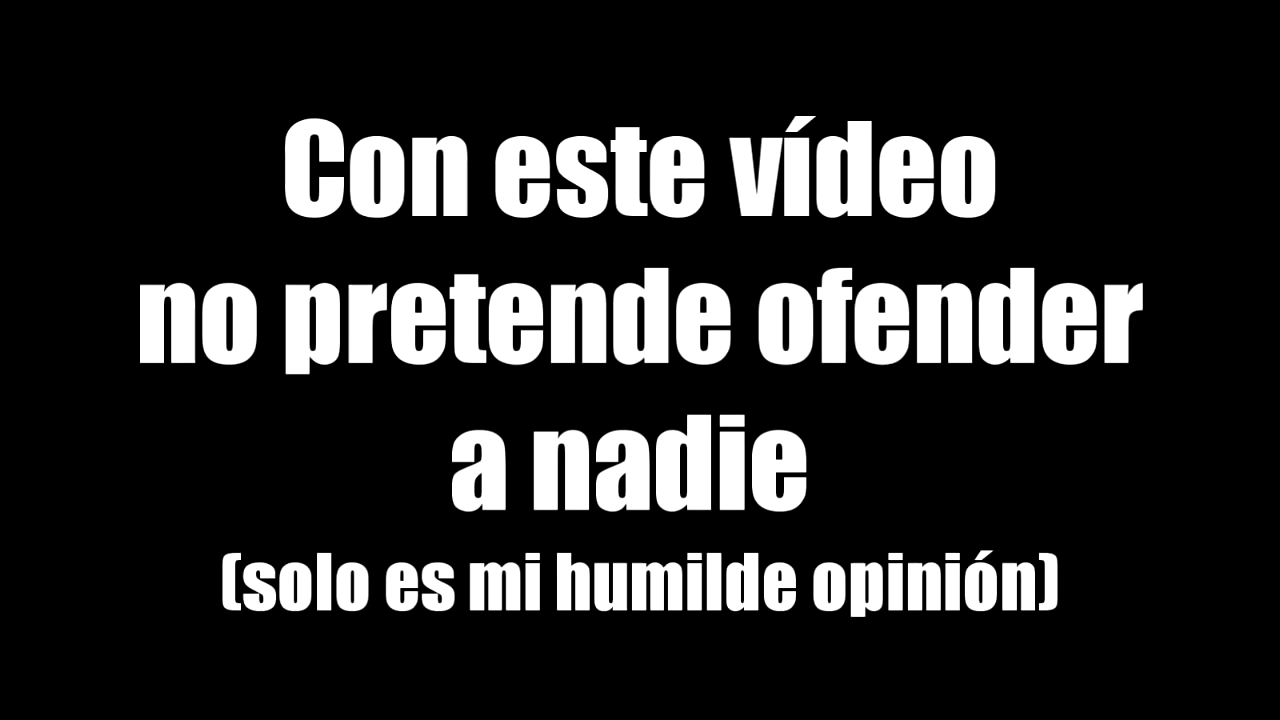 Con este vídeo
no pretende ofender
a nadie
(solo es mi humilde opinión)